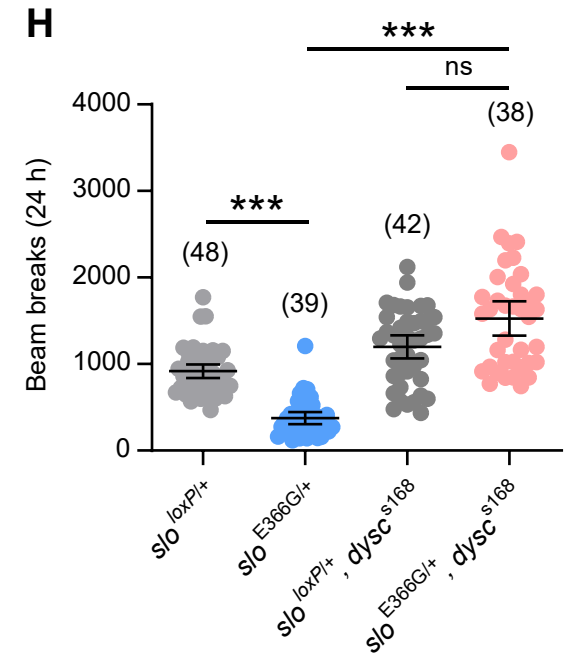 H
***
ns
4000
(38)
3000
***
(42)
(48)
2000
(39)
1000
0
Beam breaks (24 h)
slo loxP/+
slo E366G/+
slo loxP/+ , dysc s168
slo E366G/+ , dysc s168